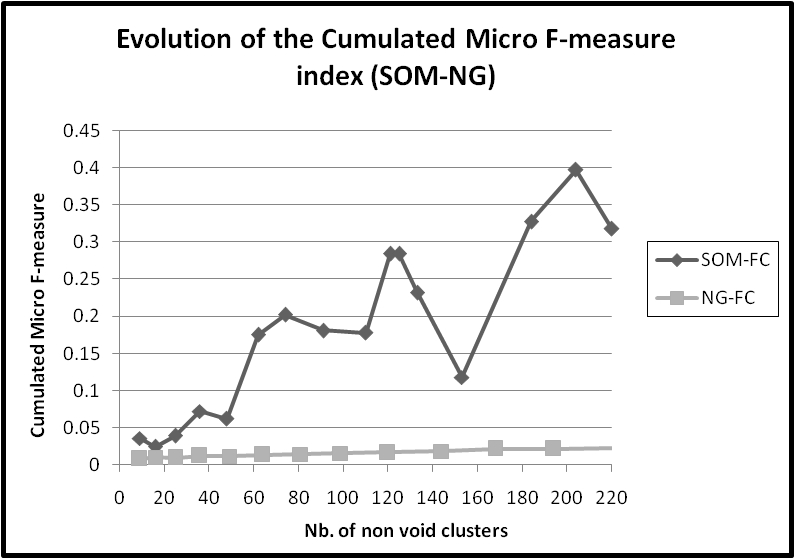 Evolution of the Cumulated Micro F-measure
index (SOM-NG)
Cumulated Micro F-measure
0.45
0.4
0.35
0.3
0.25
0.2
0.15
0.1
0.05
0
0 20 40 60 80 100 120 140 160 180 200 220
Nb. of non void clusters
SOM-FC
NG-FC